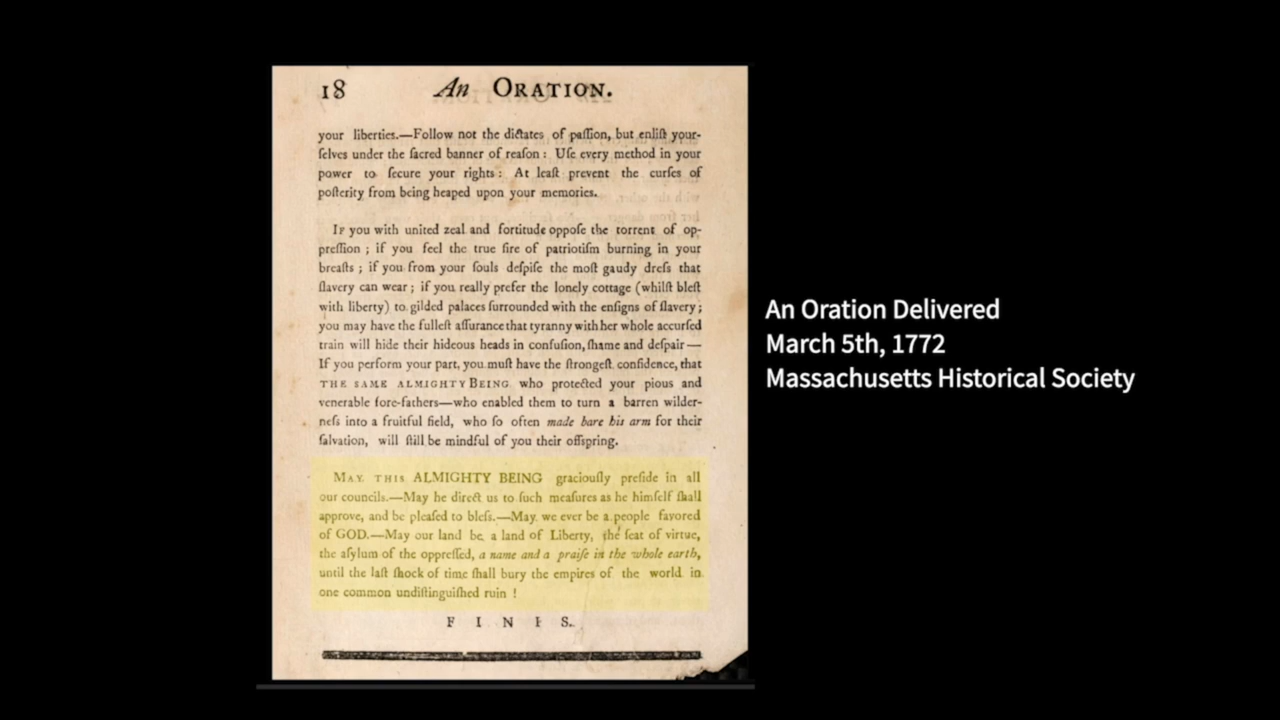 18 An ORATION.
your liberties.—Follow not the dictates of paſſion, but enliſt your-
ſelves under the ſacred banner of reaſon : Uſe every method in your
power to ſecure your rights : At leaſt prevent the curſes of
poſterity from being heaped upon your memories.
IF you with united zeal and fortitude oppoſe the torrent of op-
preſſion ; if you feel the true fire of patriotiſm burning in your
breaſts ; if you from your ſouls deſpiſe the moſt gaudy dreſs that
ſlavery can wear ; if you really prefer the lonely cottage (whilſt bleſt
with liberty) to gilded palaces ſurrounded with the enſigns of ſlavery ;
you may have the fulleſt aſſurance that tyranny with her whole accurſed
train will hide their hideous heads in confuſion, ſhame and deſpair—
If you perform your part, you muſt have the ſtrongeſt confidence, that
THE SAME ALMIGHTY BEING who protected your pious and
venerable fore-fathers—who enabled them to turn a barren wilder-
neſs into a fruitful field, who ſo often made bare his arm for their
ſalvation, will ſtill be mindful of you their offspring.
MAY THIS ALMIGHTY BEING graciouſly preſide in all
our councils.—May he direct us to ſuch meaſures as he himſelf ſhall
approve, and be pleaſed to bleſs.—May we ever be a people favored
of GOD.—May our land be a land of Liberty, the ſeat of virtue,
the aſylum of the oppreſſed, a name and a praiſe in the whole earth,
until the laſt ſhock of time ſhall bury the empires of the world in
one common undiſtinguiſhed ruin !
F I N I S.
An Oration Delivered
March 5th, 1772
Massachusetts Historical Society